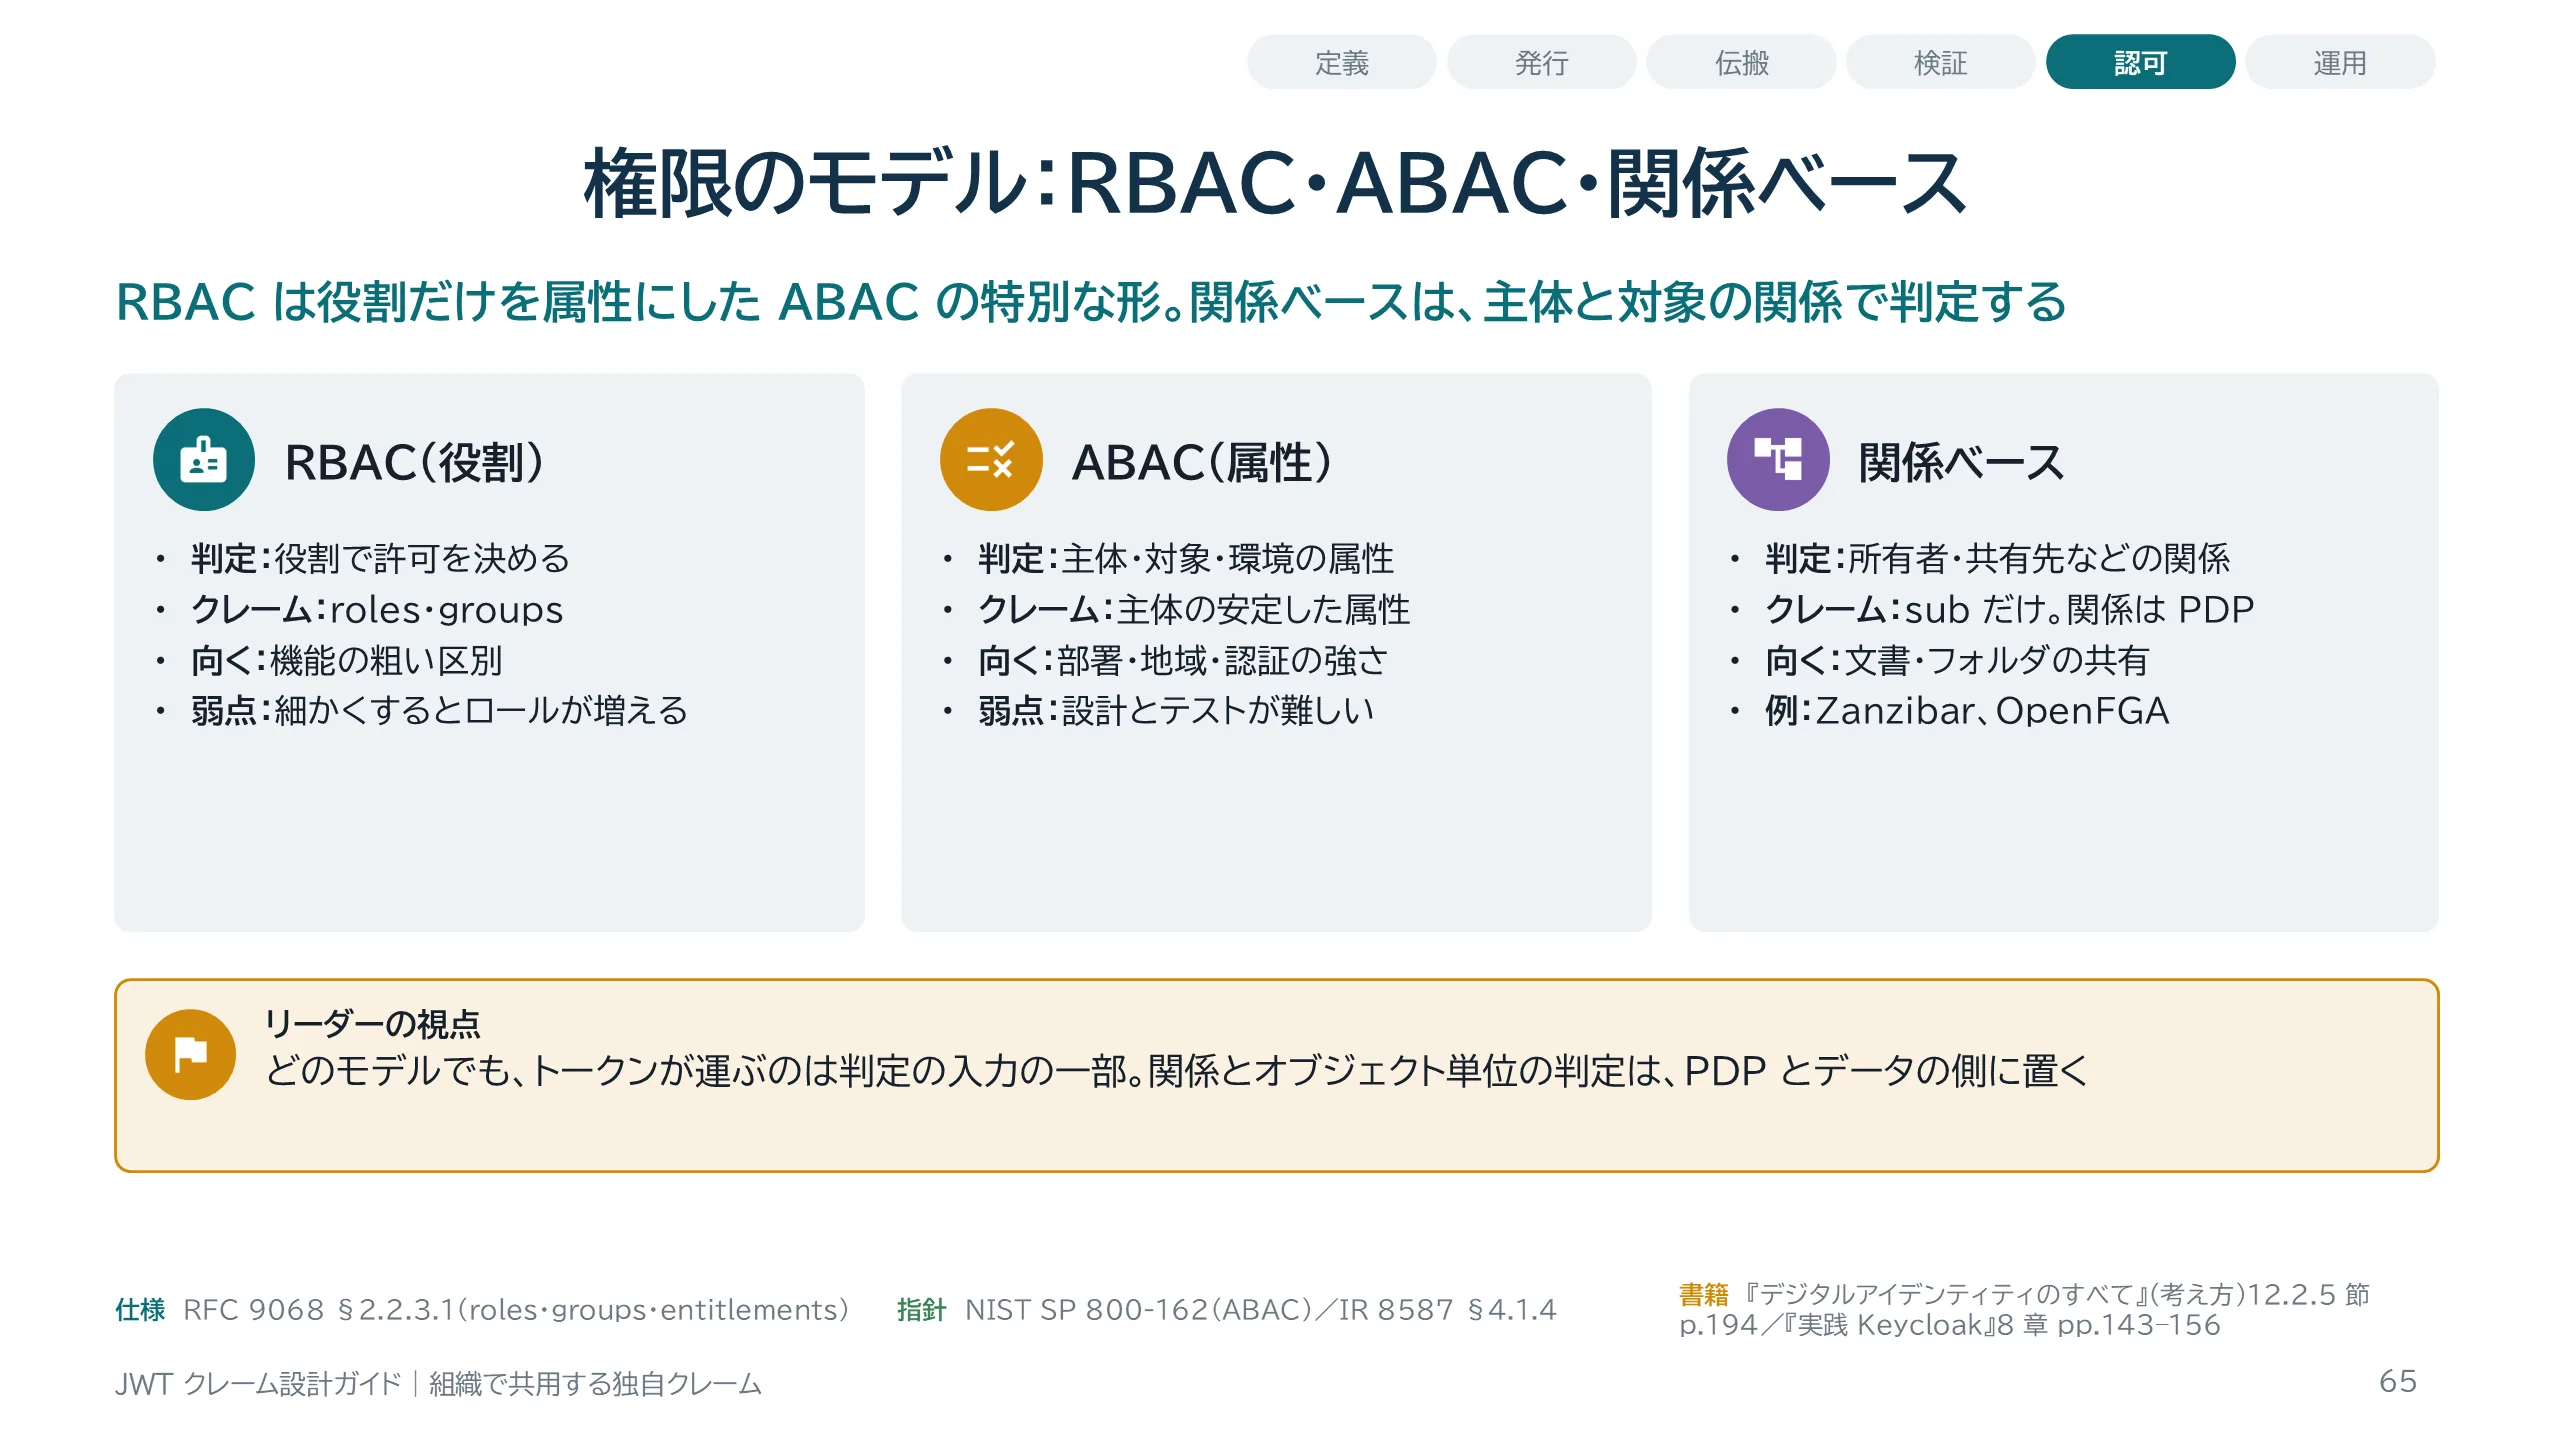 定義
発行
伝搬
検証
認可
運用
権限のモデル：RBAC・ABAC・関係ベース
RBAC は役割だけを属性にした ABAC の特別な形。関係ベースは、主体と対象の関係で判定する
RBAC（役割）
• 判定：役割で許可を決める
• クレーム：roles・groups
• 向く：機能の粗い区別
• 弱点：細かくするとロールが増える
ABAC（属性）
• 判定：主体・対象・環境の属性
• クレーム：主体の安定した属性
• 向く：部署・地域・認証の強さ
• 弱点：設計とテストが難しい
関係ベース
• 判定：所有者・共有先などの関係
• クレーム：sub だけ。関係は PDP
• 向く：文書・フォルダの共有
• 例：Zanzibar、OpenFGA
リーダーの視点
どのモデルでも、トークンが運ぶのは判定の入力の一部。関係とオブジェクト単位の判定は、PDP とデータの側に置く
仕様 RFC 9068 §2.2.3.1（roles・groups・entitlements）
指針 NIST SP 800-162（ABAC）／IR 8587 §4.1.4
書籍 『デジタルアイデンティティのすべて』（考え方）12.2.5 節
p.194／『実践 Keycloak』8 章 pp.143–156
JWT クレーム設計ガイド｜組織で共用する独自クレーム
65